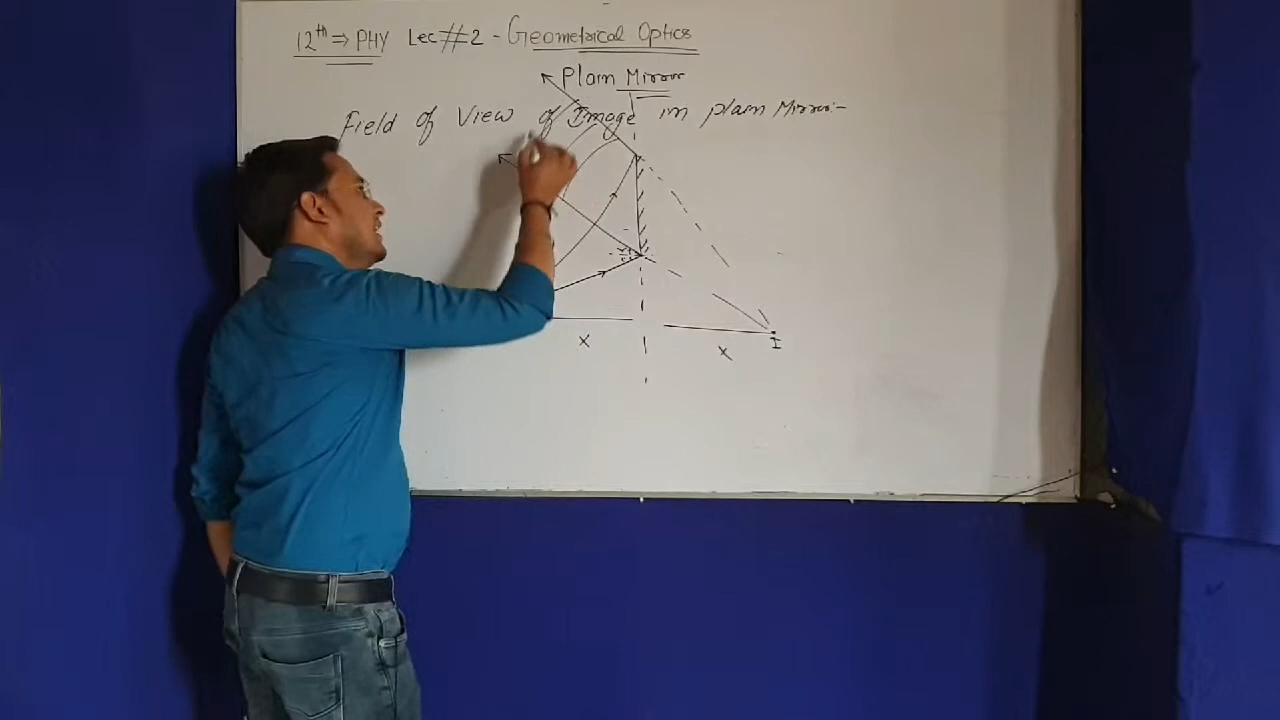 12th ⇒ PHY Lec#2 - Geometrical Optics
Plain Mirror
Field of View of Image in plain Mirror:-
x
x
I